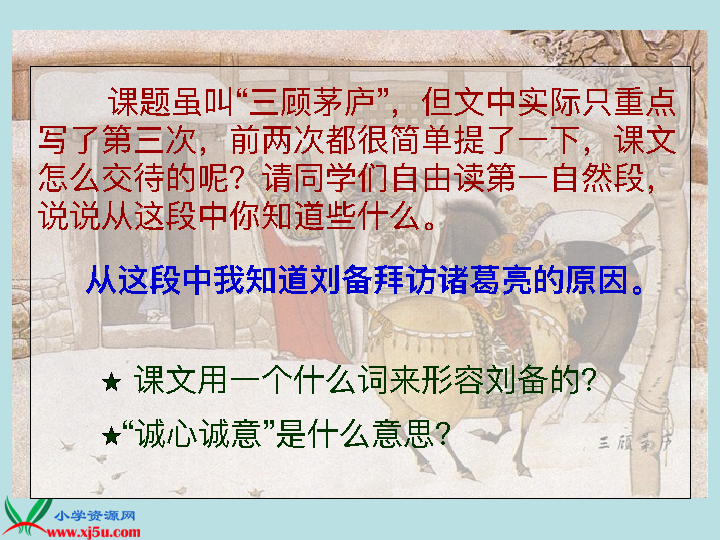 课题虽叫“三顾茅庐”，但文中实际只重点
写了第三次，前两次都很简单提了一下，课文
怎么交待的呢？请同学们自由读第一自然段，
说说从这段中你知道些什么。
从这段中我知道刘备拜访诸葛亮的原因。
★ 课文用一个什么词来形容刘备的?
★“诚心诚意”是什么意思?
三顾茅庐
小学资源网
www.xj5u.com